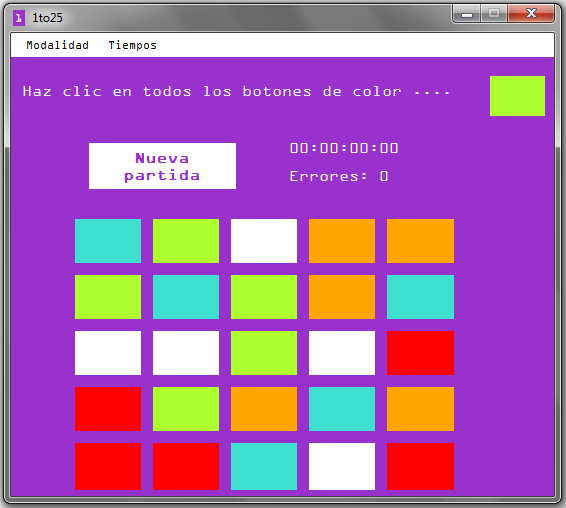 1 1to25
Modalidad Tiempos
Haz clic en todos los botones de color ....
Nueva
partida
00:00:00:00
Errores: 0